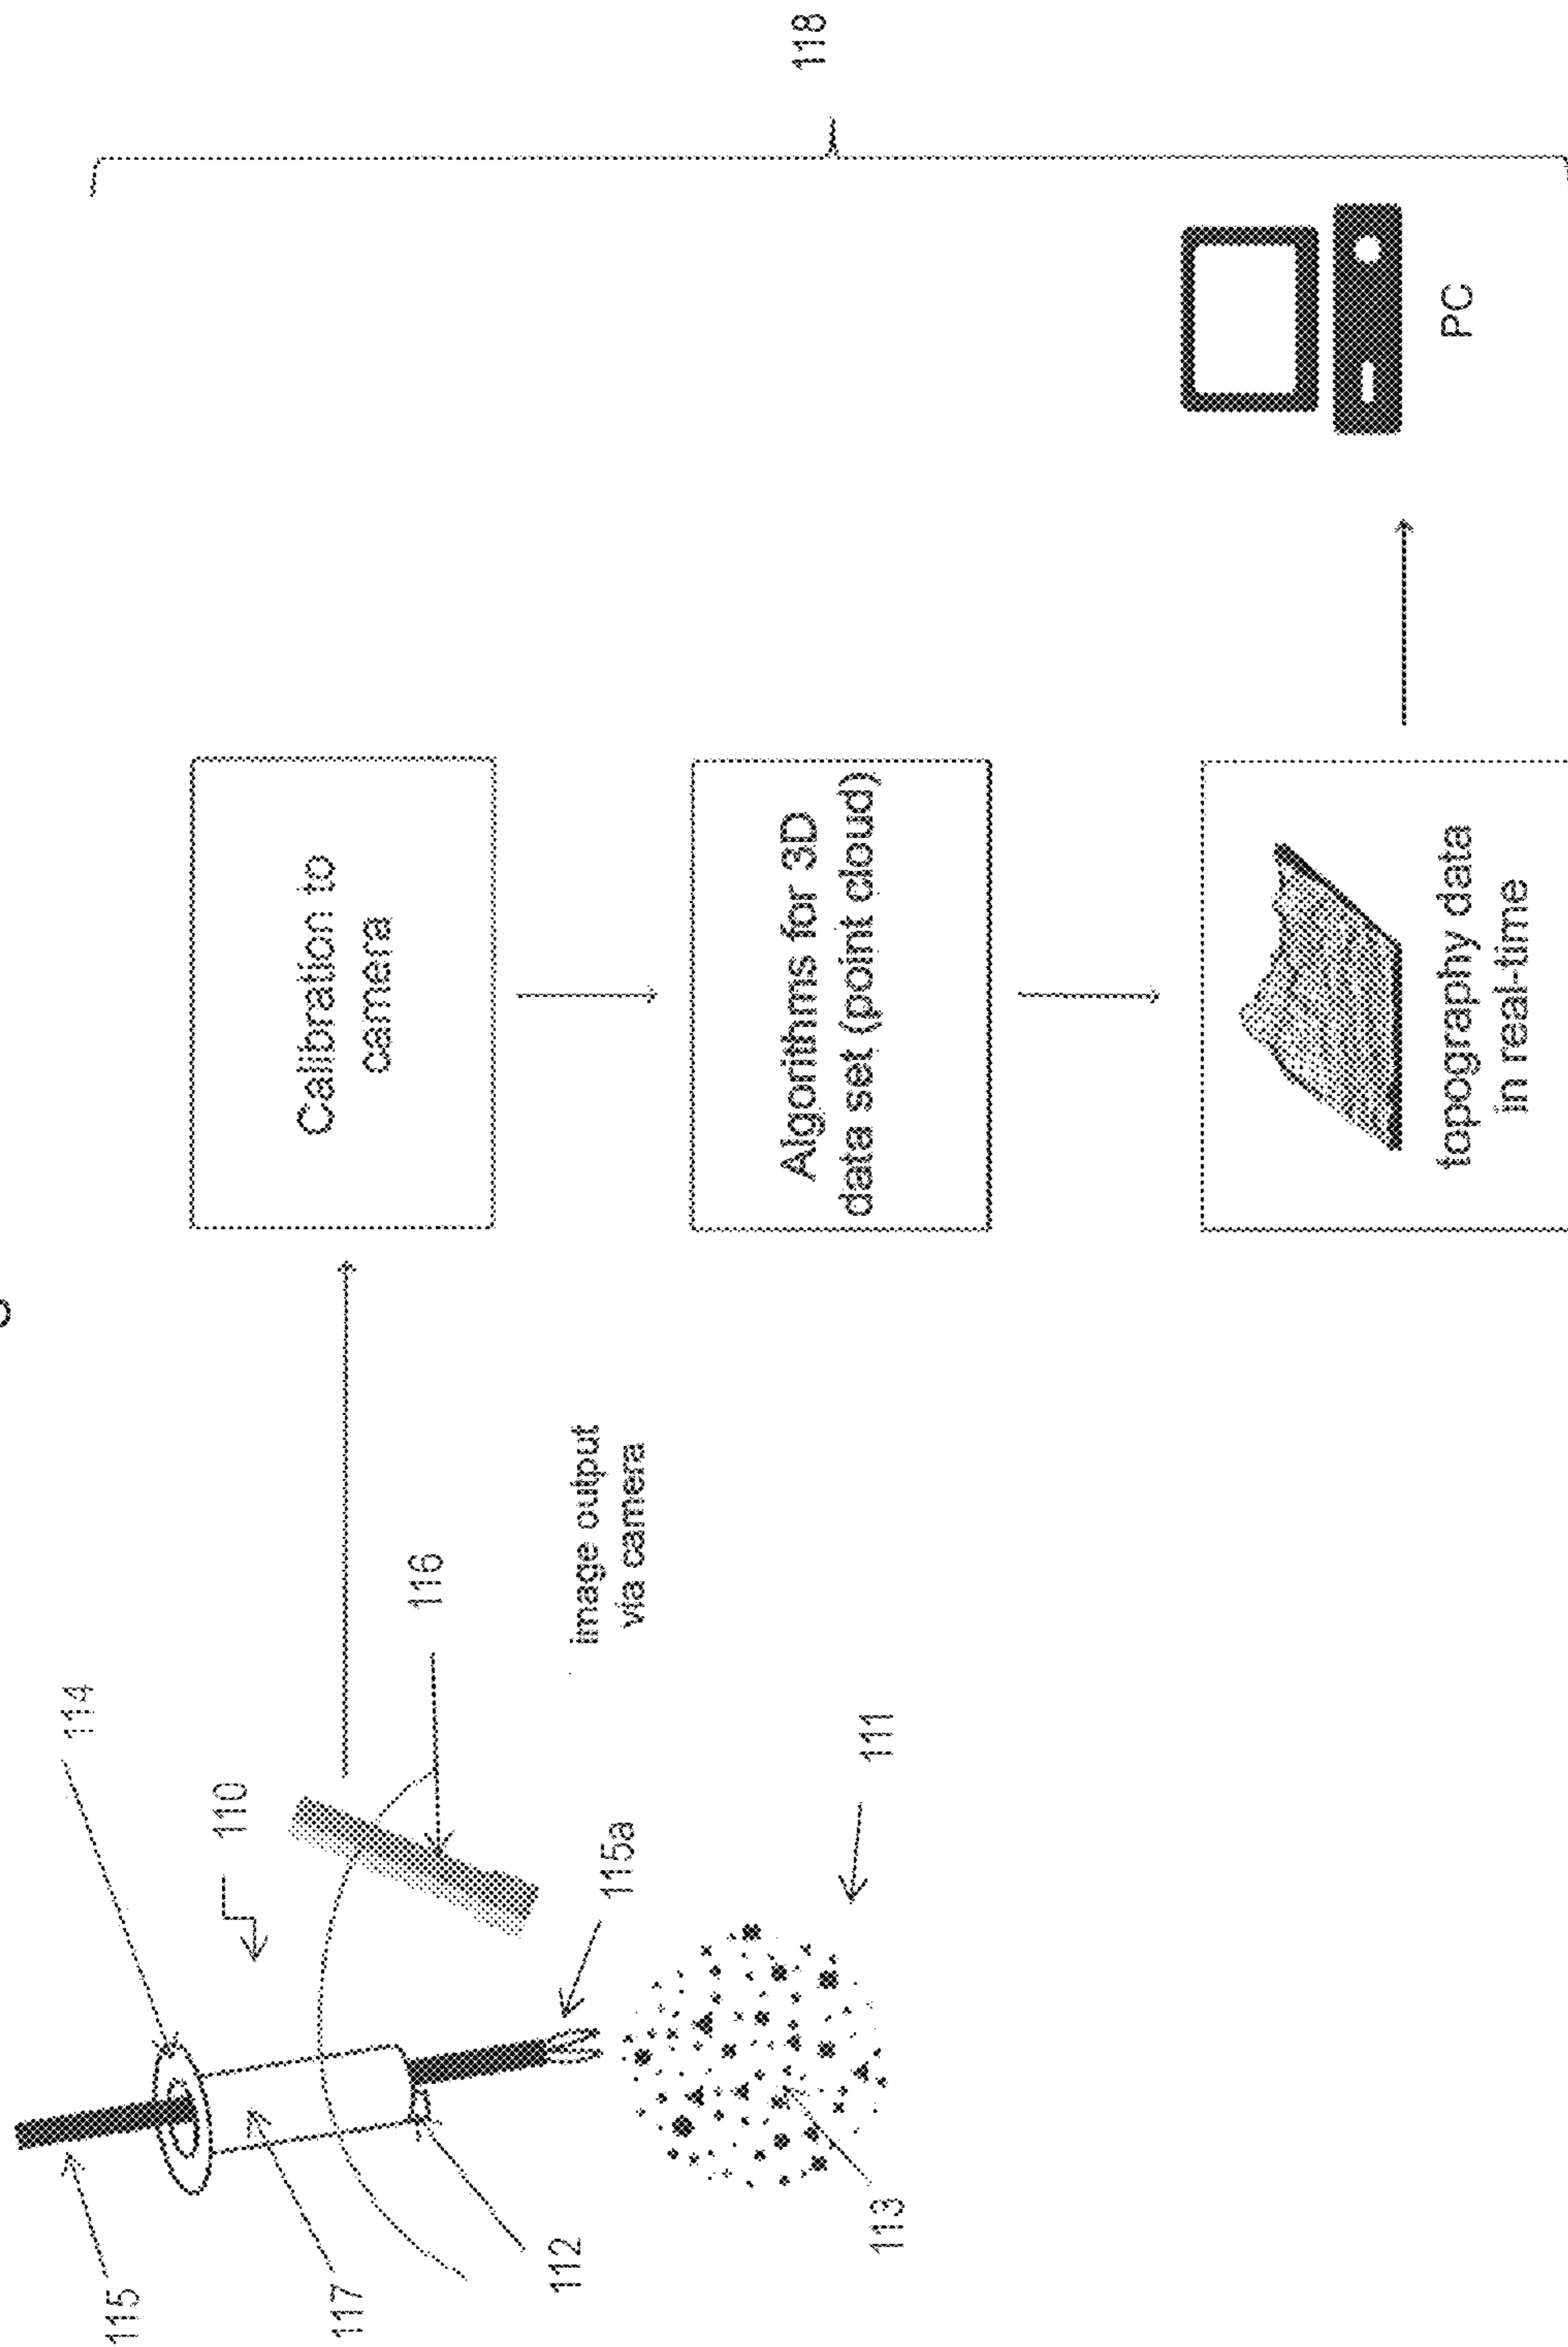 115
114
110
117
116
112
115a
113
111
image output
via camera
Calibration to
camera
Algorithms for 3D
data set (point cloud)
topography data
in real-time
PC
118